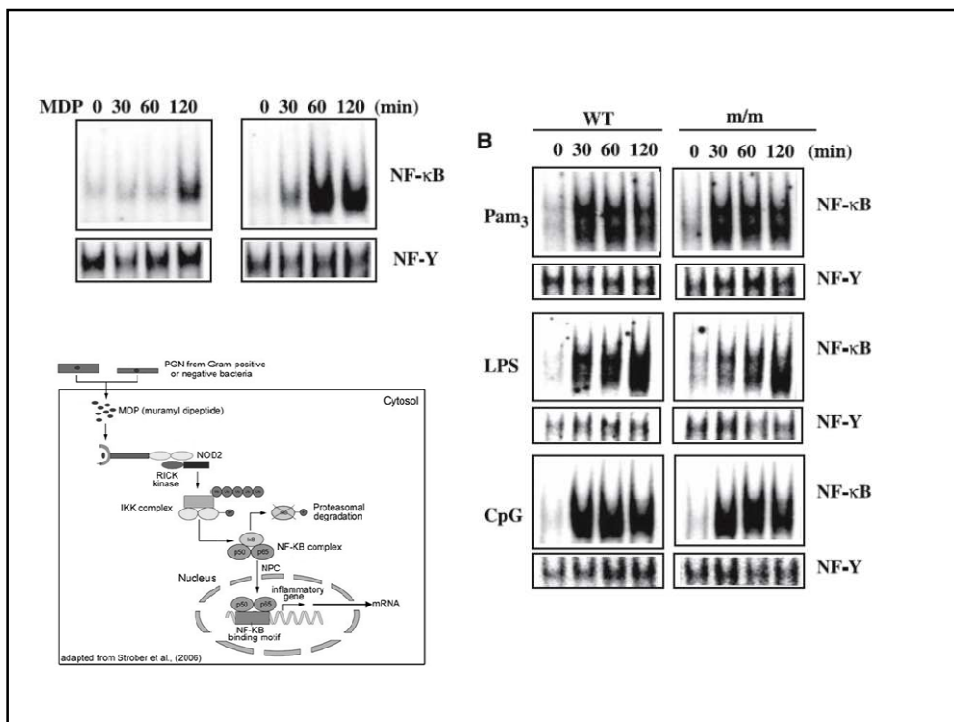 MDP 0 30 60 120
0 30 60 120 (min)
NF-κB
NF-Y
B
WT
m/m
0 30 60 120
0 30 60 120 (min)
Pam3
NF-κB
NF-Y
LPS
NF-κB
NF-Y
CpG
NF-κB
NF-Y
PGN from Gram positive
or negative bacteria
Cytosol
MDP (muramyl dipeptide)
NOD2
RICK
kinase
IKK complex
Proteasomal
degradation
p50
p65
NF-KB complex
NPC
Nucleus
inflammatory
gene
mRNA
p50
p65
NF-KB
binding motif
adapted from Strober et al., (2006)